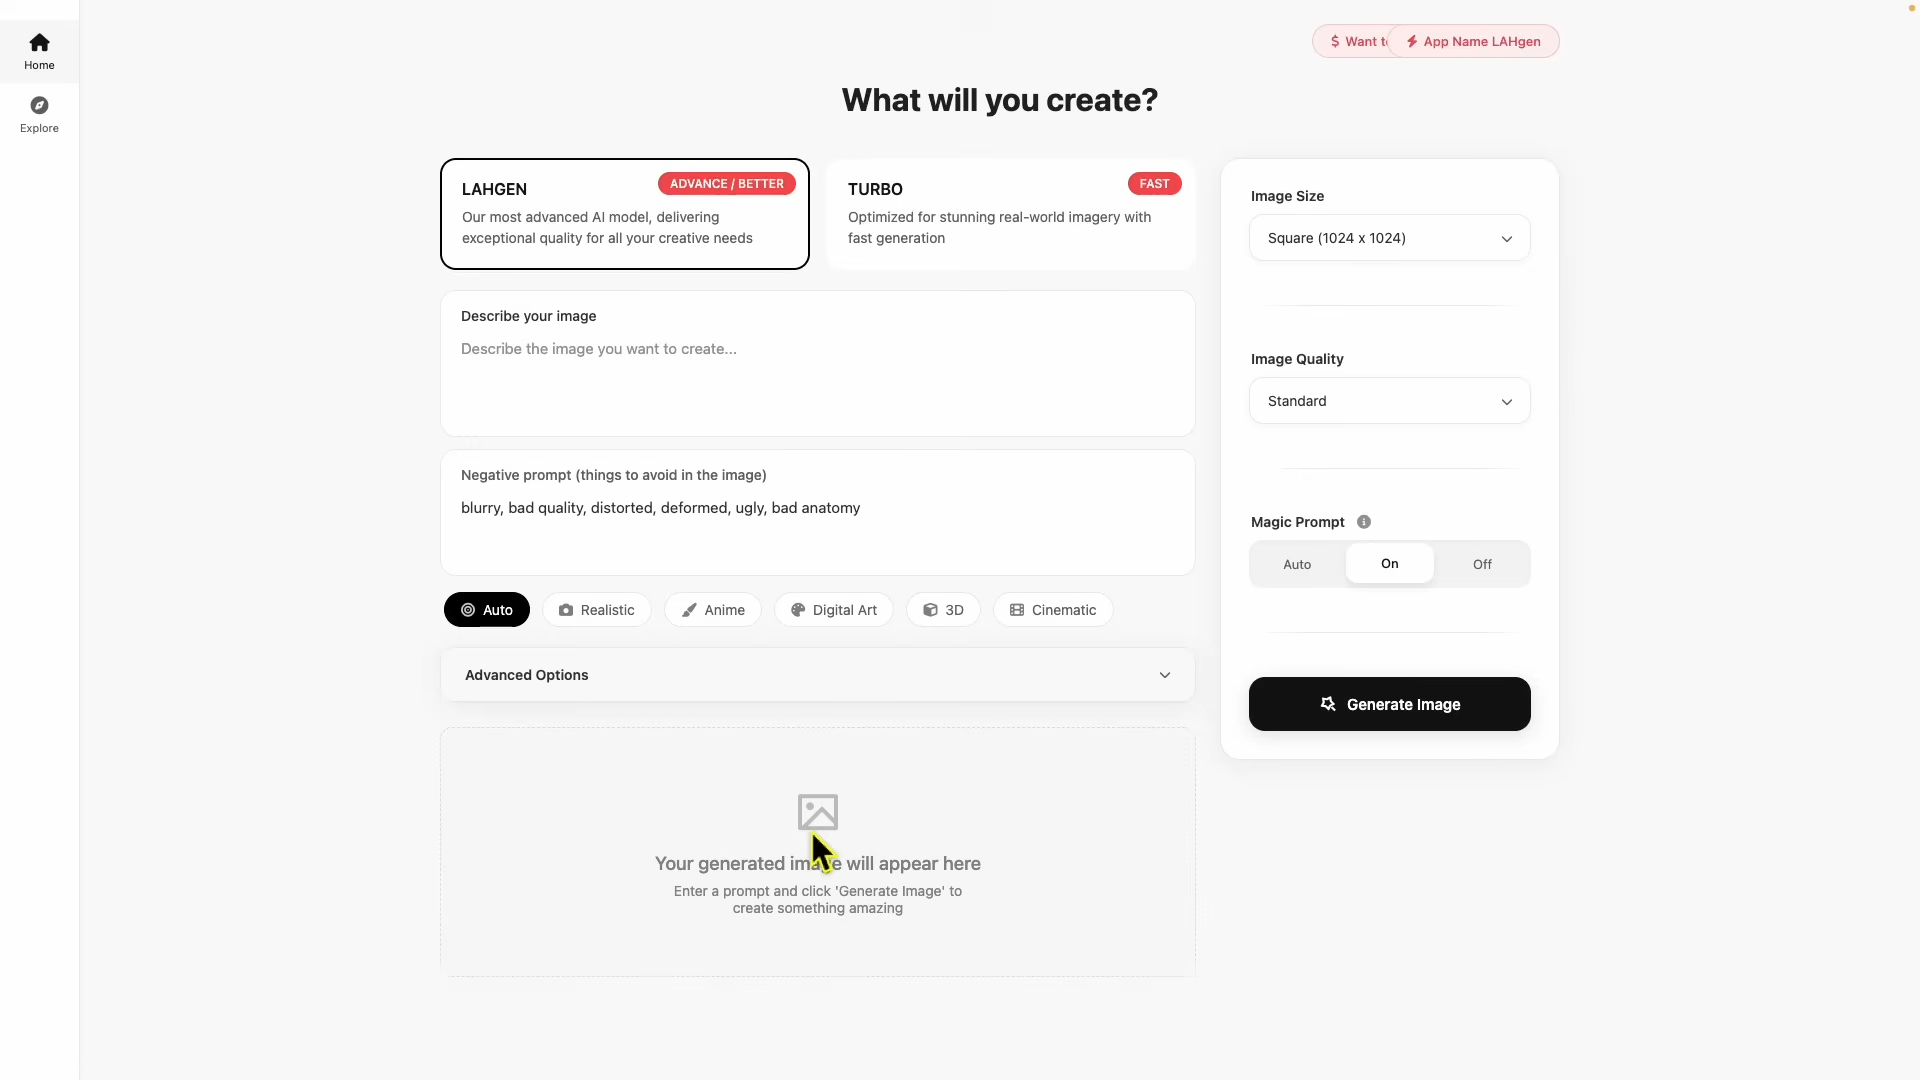 Home
Explore
$ Want t
App Name LAHgen
What will you create?
LAHGEN
ADVANCE / BETTER
Our most advanced AI model, delivering
exceptional quality for all your creative needs
TURBO
FAST
Optimized for stunning real-world imagery with
fast generation
Describe your image
Describe the image you want to create...
Negative prompt (things to avoid in the image)
blurry, bad quality, distorted, deformed, ugly, bad anatomy
Auto
Realistic
Anime
Digital Art
3D
Cinematic
Advanced Options
Your generated image will appear here
Enter a prompt and click 'Generate Image' to
create something amazing
Image Size
Square (1024 x 1024)
Image Quality
Standard
Magic Prompt
Auto
On
Off
Generate Image